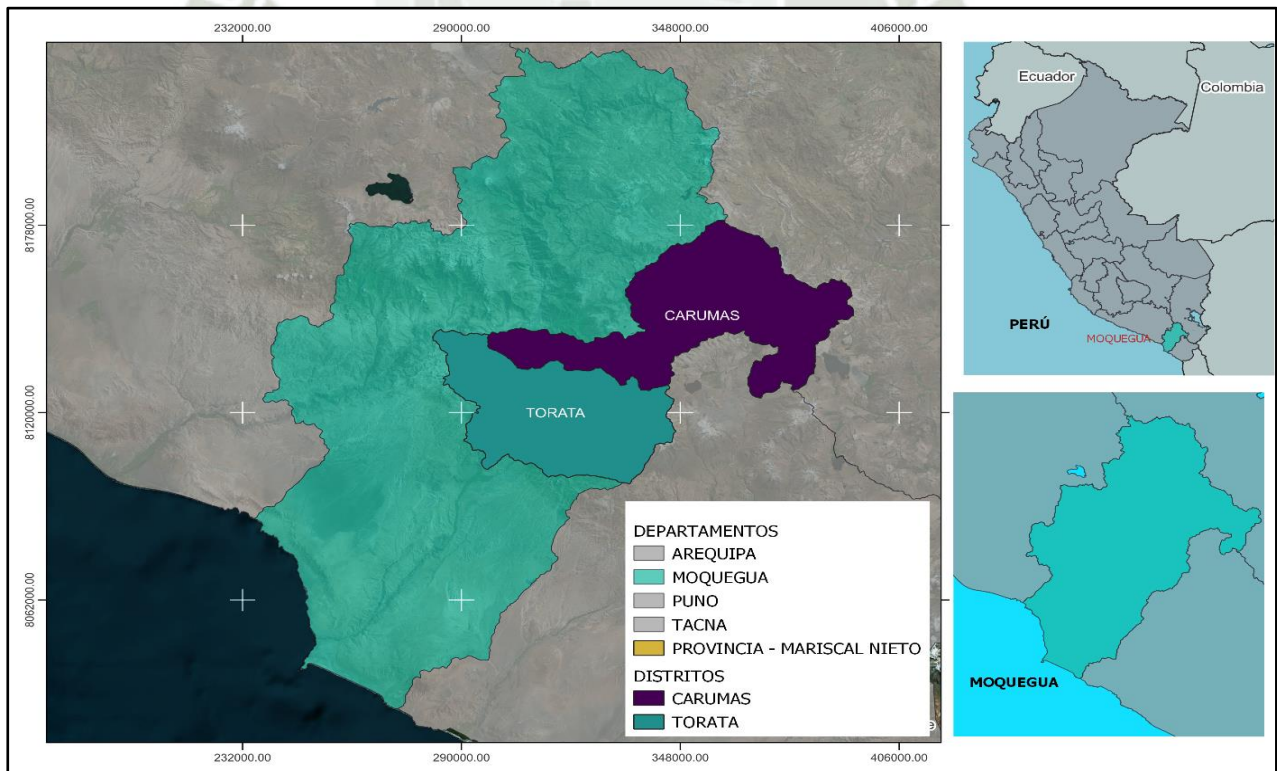 232000.00
290000.00
348000.00
406000.00
8178000.00
8120000.00
8062000.00
CARUMAS
TORATA
DEPARTAMENTOS
AREQUIPA
MOQUEGUA
PUNO
TACNA
PROVINCIA - MARISCAL NIETO
DISTRITOS
CARUMAS
TORATA
e
232000.00
290000.00
348000.00
406000.00
Ecuador
Colombia
PERÚ
MOQUEGUA
MOQUEGUA